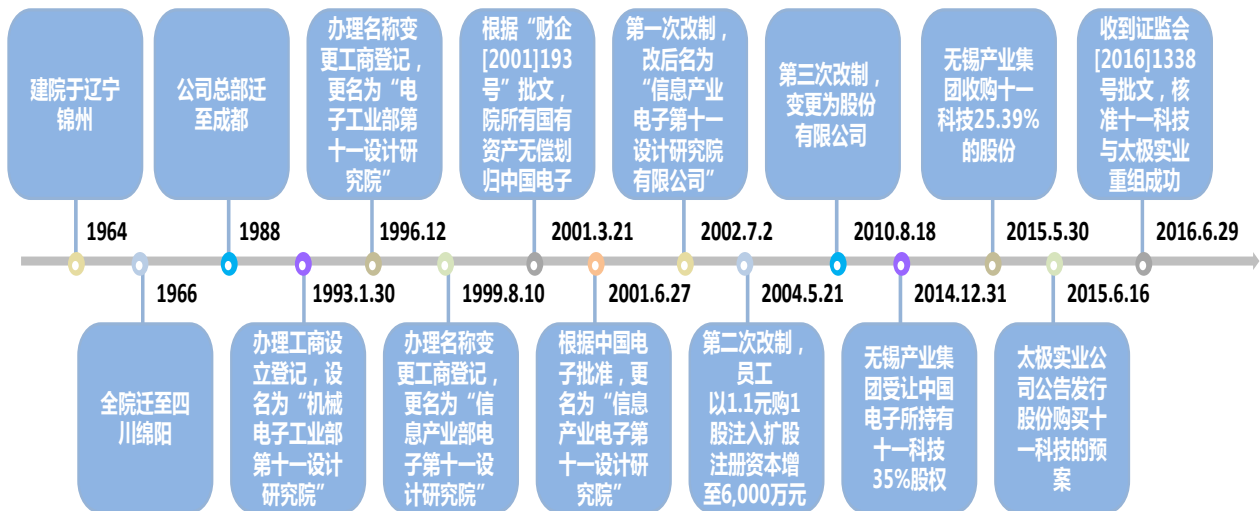 建院于辽宁
锦州
公司总部迁
至成都
办理名称变
更工商登记，
更名为“电
子工业部第
十一设计研
究院”
根据“财企
[2001]193
号”批文，
院所有国有
资产无偿划
归中国电子
第一次改制，
改后名为
“信息产业
电子第十一
设计研究院
有限公司”
第三次改制，
变更为股份
有限公司
无锡产业集
团收购十一
科技25.39%
的股份
收到证监会
[2016]1338
号批文，核
准十一科技
与太极实业
重组成功
1964
1988
1996.12
2001.3.21
2002.7.2
2010.8.18
2015.5.30
2016.6.29
1966
1993.1.30
1999.8.10
2001.6.27
2004.5.21
2014.12.31
2015.6.16
全院迁至四
川绵阳
办理工商设
立登记，设
名为“机械
电子工业部
第十一设计
研究院”
办理名称变
更工商登记，
更名为“信
息产业部电
子第十一设
计研究院”
根据中国电
子批准，更
名为“信息
产业电子第
十一设计研
究院”
第二次改制，
员工
以1.1元购1
股注入扩股
注册资本增
至6,000万元
无锡产业集
团受让中国
电子所持有
十一科技
35%股权
太极实业公
司公告发行
股份购买十
一科技的预
案